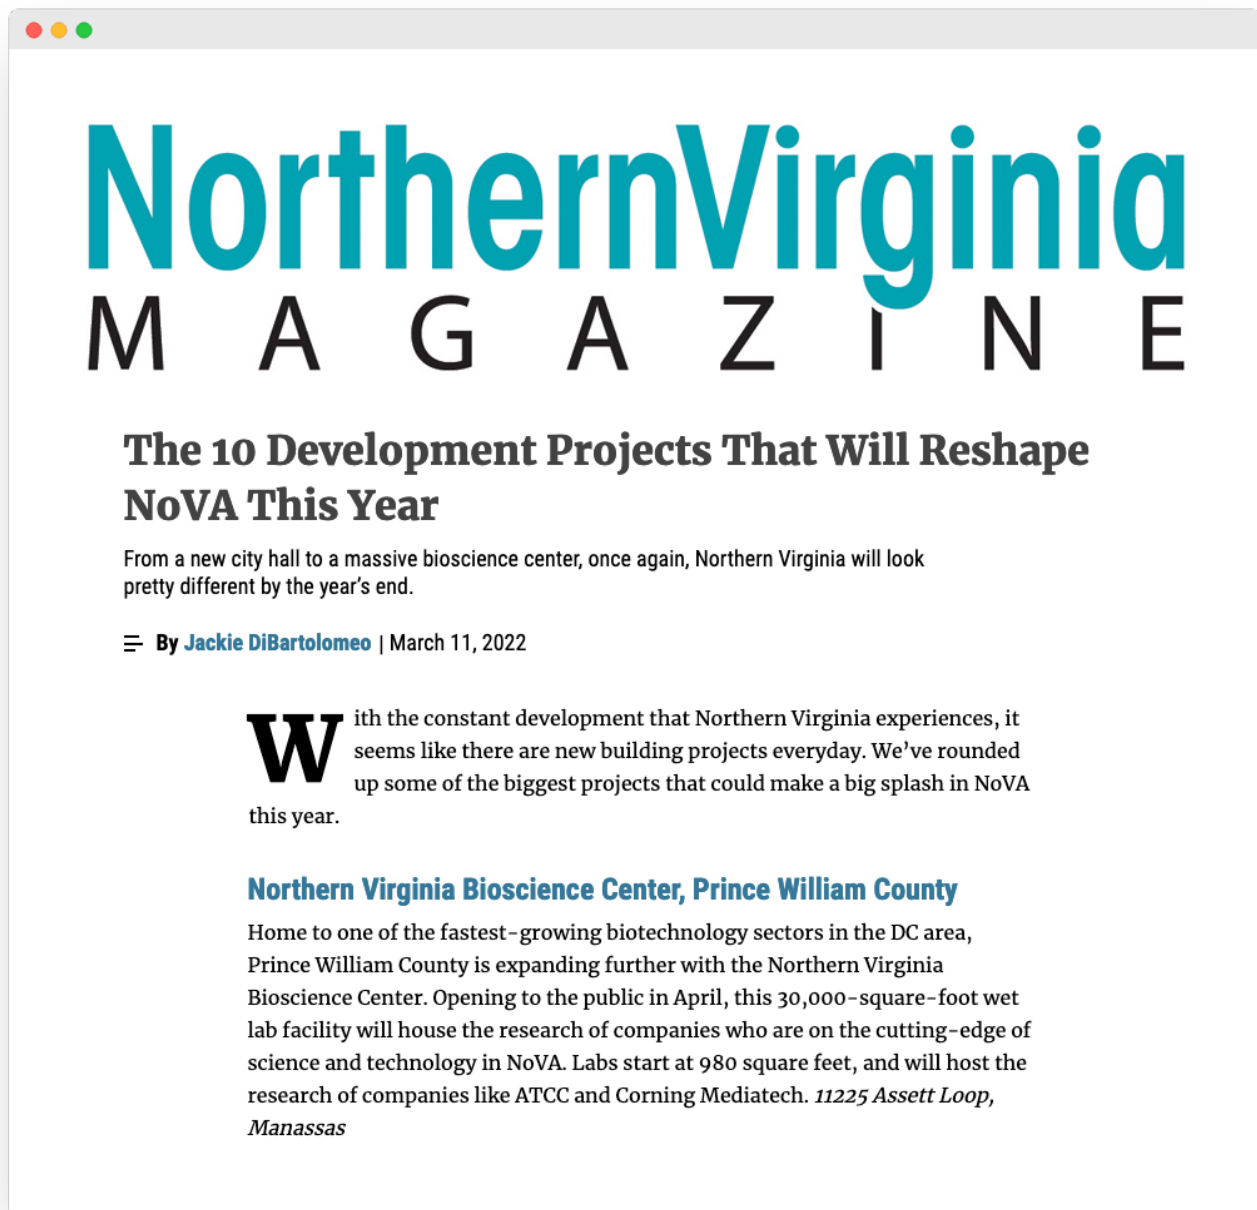 NorthernVirginia
MAGAZINE
The 10 Development Projects That Will Reshape
NoVA This Year
From a new city hall to a massive bioscience center, once again, Northern Virginia will look
pretty different by the year’s end.
By Jackie DiBartolomeo | March 11, 2022
With the constant development that Northern Virginia experiences, it
seems like there are new building projects everyday. We’ve rounded
up some of the biggest projects that could make a big splash in NoVA
this year.
Northern Virginia Bioscience Center, Prince William County
Home to one of the fastest-growing biotechnology sectors in the DC area,
Prince William County is expanding further with the Northern Virginia
Bioscience Center. Opening to the public in April, this 30,000-square-foot wet
lab facility will house the research of companies who are on the cutting-edge of
science and technology in NoVA. Labs start at 980 square feet, and will host the
research of companies like ATCC and Corning Mediatech. 11225 Assett Loop,
Manassas